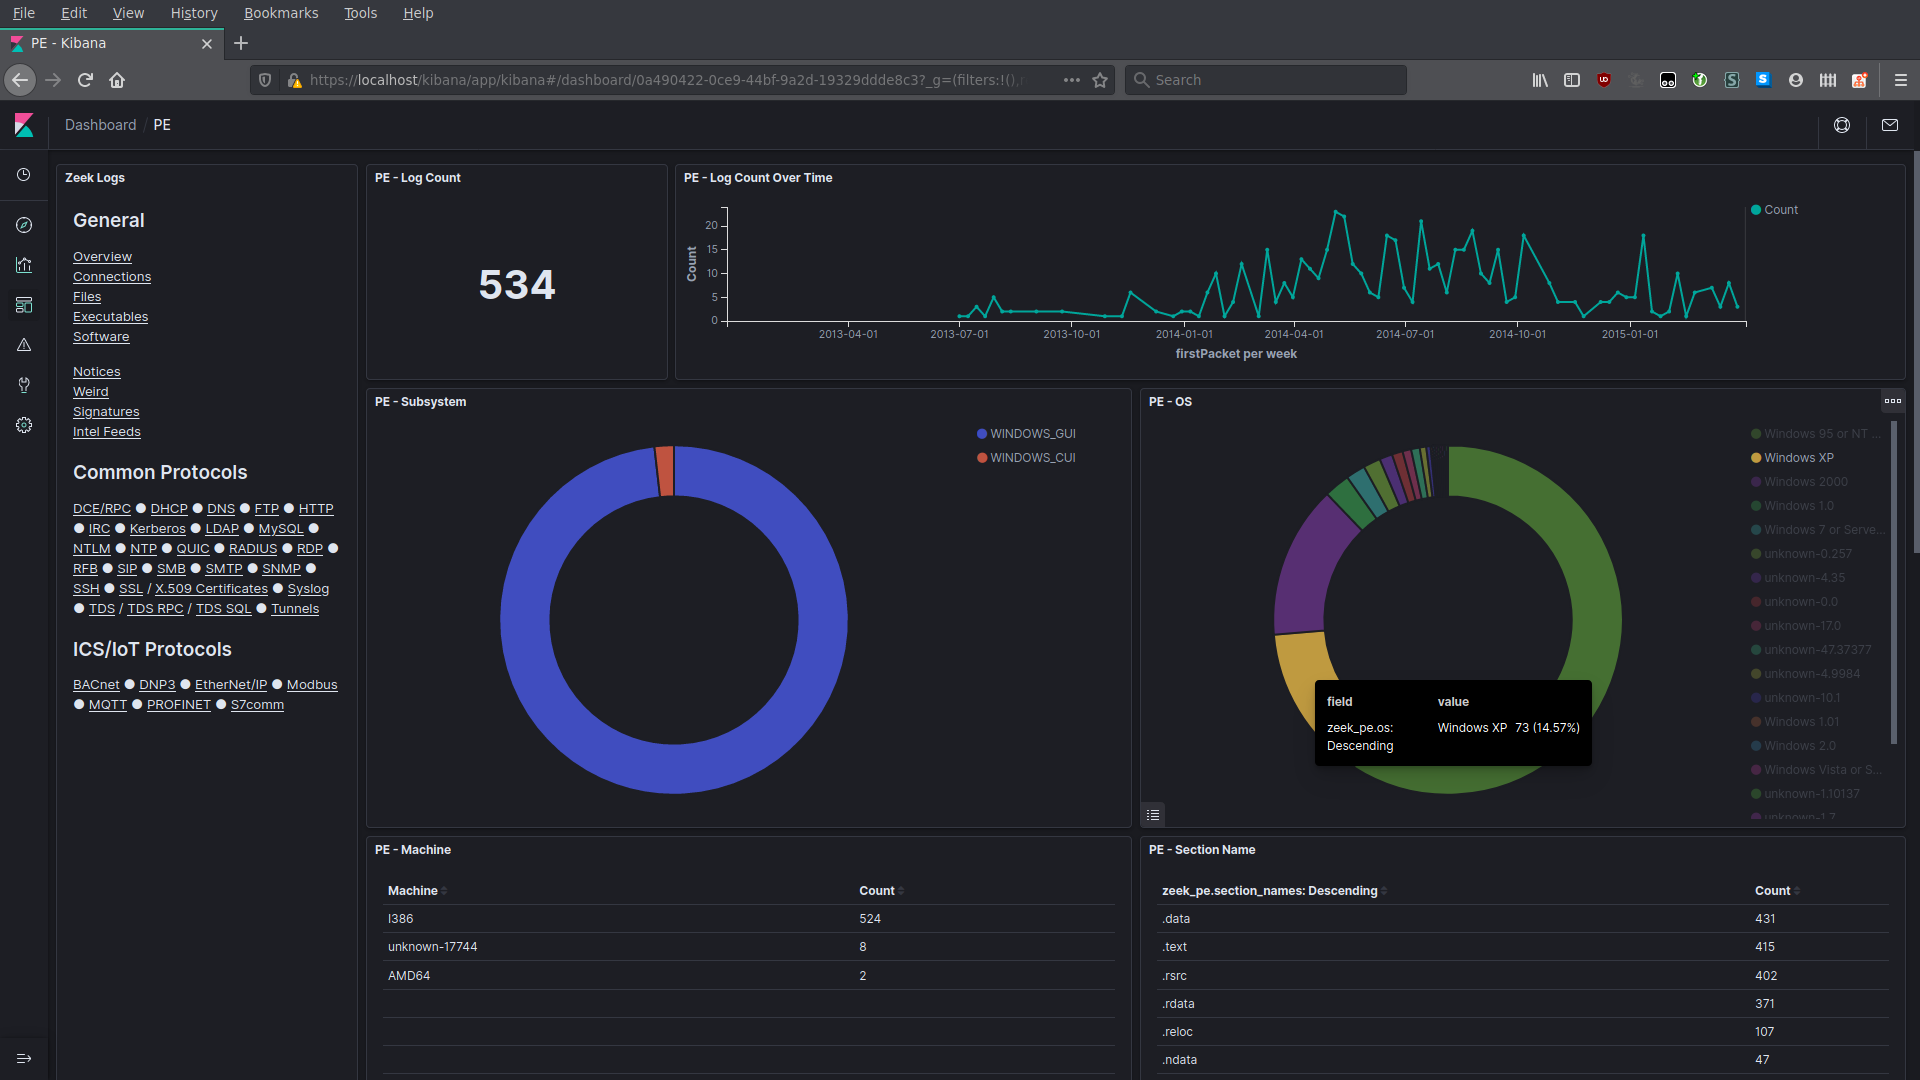 File Edit View History Bookmarks Tools Help
PE - Kibana
https://localhost/kibana/app/kibana#/dashboard/0a490422-0ce9-44bf-9a2d-19329ddde8c3?_g=(filters:!(),
Search
Dashboard / PE
Zeek Logs
General
Overview
Connections
Files
Executables
Software
Notices
Weird
Signatures
Intel Feeds
Common Protocols
DCE/RPC ● DHCP ● DNS ● FTP ● HTTP
● IRC ● Kerberos ● LDAP ● MySQL ●
NTLM ● NTP ● QUIC ● RADIUS ● RDP ●
RFB ● SIP ● SMB ● SMTP ● SNMP ●
SSH ● SSL / X.509 Certificates ● Syslog
● TDS / TDS RPC / TDS SQL ● Tunnels
ICS/IoT Protocols
BACnet ● DNP3 ● EtherNet/IP ● Modbus
● MQTT ● PROFINET ● S7comm
PE - Log Count
534
PE - Log Count Over Time
Count
20
15
10
5
0
Count
2013-04-01 2013-07-01 2013-10-01 2014-01-01 2014-04-01 2014-07-01 2014-10-01 2015-01-01
firstPacket per week
PE - Subsystem
WINDOWS_GUI
WINDOWS_CUI
PE - OS
Windows 95 or NT ...
Windows XP
Windows 2000
Windows 1.0
Windows 7 or Serve...
unknown-0.257
unknown-4.35
unknown-0.0
unknown-17.0
unknown-47.37377
unknown-4.9984
unknown-10.1
Windows 1.01
Windows 2.0
Windows Vista or S...
unknown-1.10137
unknown-1.7
field value
zeek_pe.os: Windows XP 73 (14.57%)
Descending
PE - Machine
Machine Count
I386 524
unknown-17744 8
AMD64 2
PE - Section Name
zeek_pe.section_names: Descending Count
.data 431
.text 415
.rsrc 402
.rdata 371
.reloc 107
.ndata 47